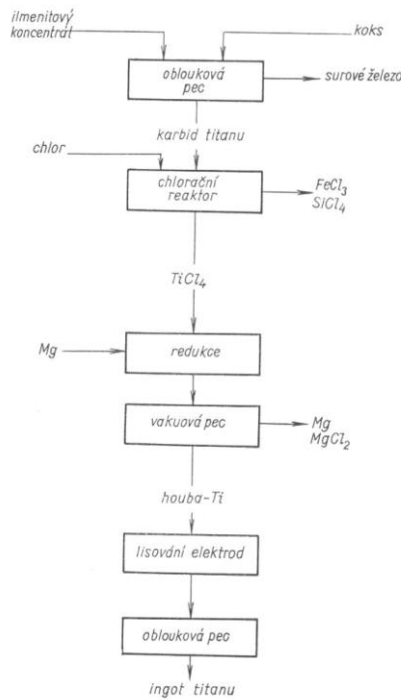 ilmenitový
koncentrát
koks
oblouková
pec
surové železo
karbid titanu
chlor
chlorační
reaktor
FeCl₃
SiCl₄
TiCl₄
Mg
redukce
vakuová pec
Mg
MgCl₂
houba-Ti
lisování elektrod
oblouková pec
ingot titanu